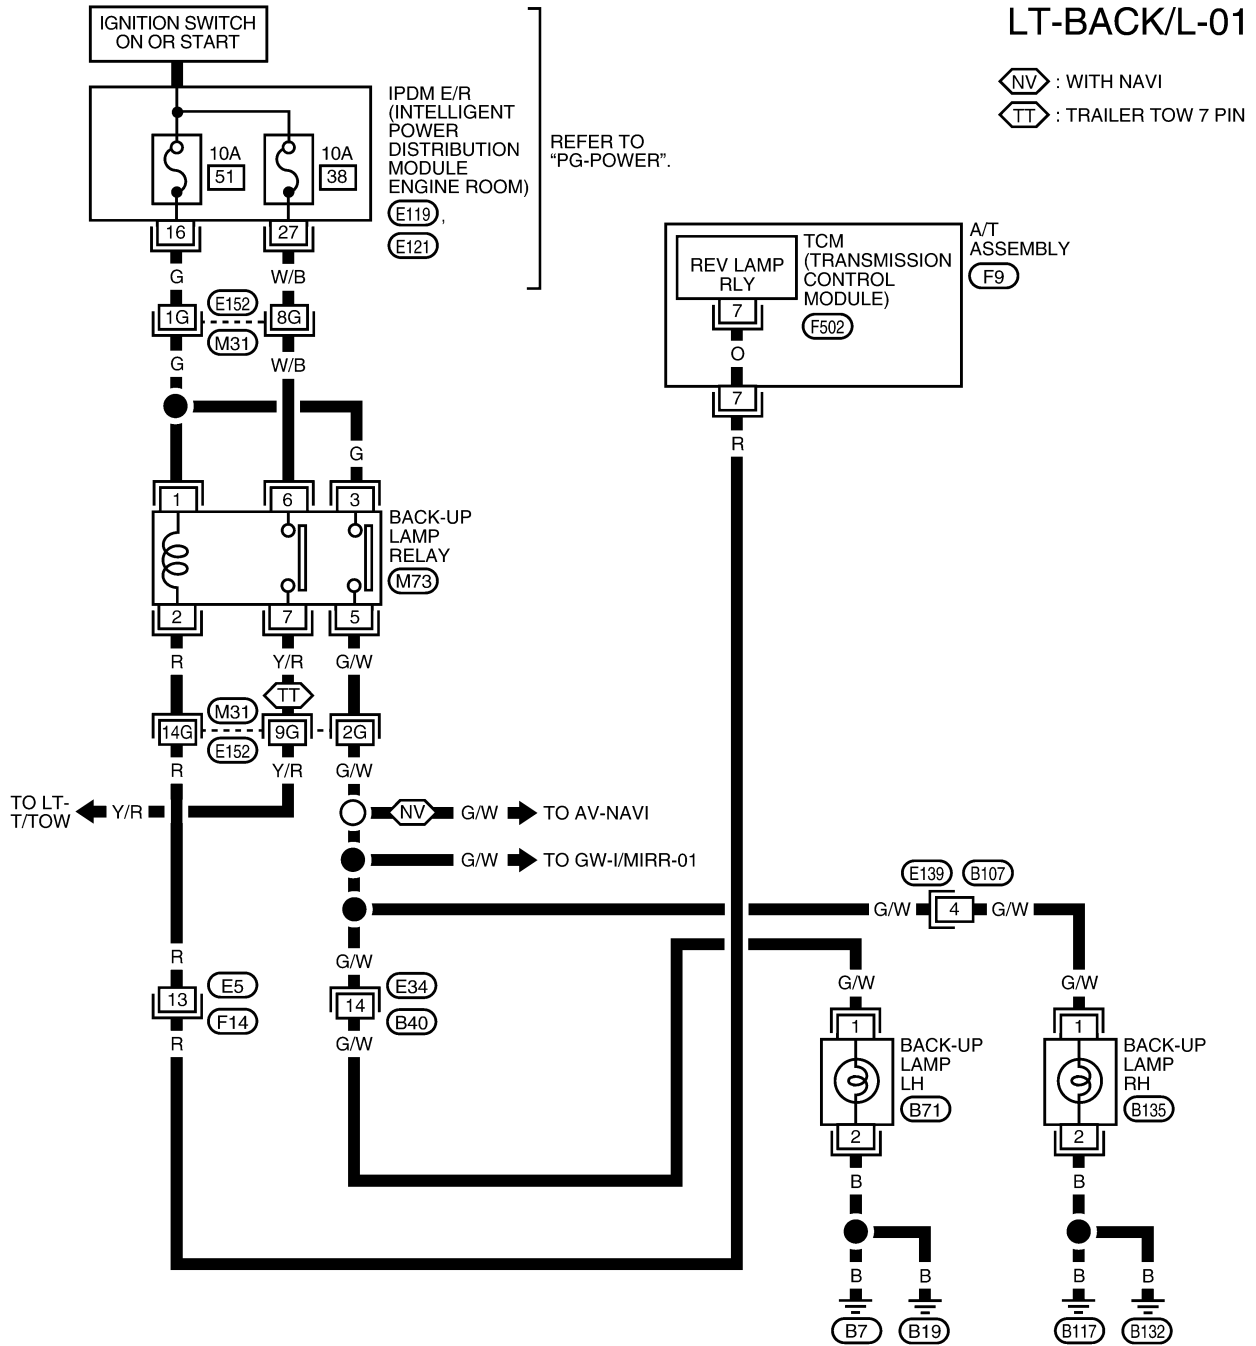 LT-BACK/L-01
IGNITION SWITCH
ON OR START
NV : WITH NAVI
TT : TRAILER TOW 7 PIN
IPDM E/R
(INTELLIGENT
POWER
DISTRIBUTION
MODULE
ENGINE ROOM)
E119 ,
E121
REFER TO
“PG-POWER”.
10A
51
10A
38
16
27
G
W/B
1G
E152
M31
8G
G
W/B
G
A/T
ASSEMBLY
F9
TCM
(TRANSMISSION
CONTROL
MODULE)
F502
REV LAMP
RLY
7
O
7
R
1
6
3
BACK-UP
LAMP
RELAY
M73
2
7
5
R
Y/R
G/W
TT
14G
M31
E152
9G
2G
R
Y/R
G/W
TO LT-
T/TOW
Y/R
NV
G/W
TO AV-NAVI
G/W
TO GW-I/MIRR-01
E139
B107
G/W
4
G/W
R
G/W
13
E5
F14
14
E34
B40
R
G/W
G/W
G/W
1
1
BACK-UP
LAMP
LH
B71
BACK-UP
LAMP
RH
B135
2
2
B
B
B
B
B
B
B7
B19
B117
B132